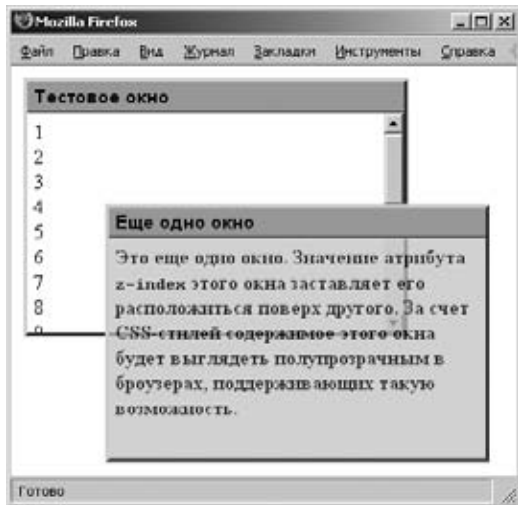 Mozilla Firefox
Файл Правка Вид Журнал Закладки Инструменты Справка
Тестовое окно
1
2
3
4
5
6
7
8
9
Еще одно окно
Это еще одно окно. Значение атрибута
z-index этого окна заставляет его
расположиться поверх другого. За счет
CSS-стилей содержимое этого окна
будет выглядеть полупрозрачным в
броузерах, поддерживающих такую
возможность.
Готово